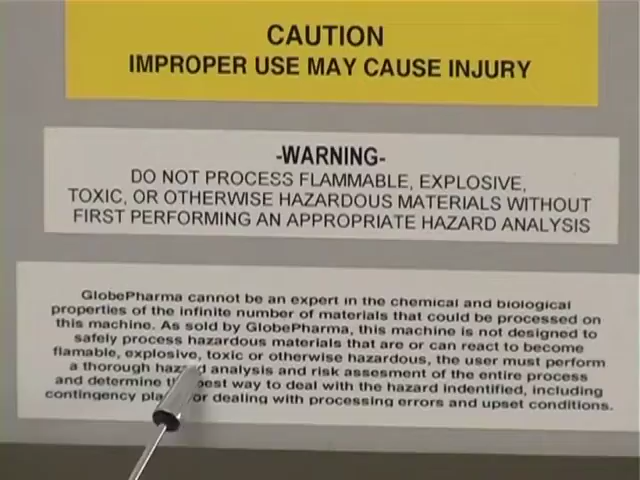 CAUTION
IMPROPER USE MAY CAUSE INJURY
-WARNING-
DO NOT PROCESS FLAMMABLE, EXPLOSIVE,
TOXIC, OR OTHERWISE HAZARDOUS MATERIALS WITHOUT
FIRST PERFORMING AN APPROPRIATE HAZARD ANALYSIS
GlobePharma cannot be an expert in the chemical and biological
properties of the infinite number of materials that could be processed on
this machine. As sold by GlobePharma, this machine is not designed to
safely process hazardous materials that are or can react to become
flamable, explosive, toxic or otherwise hazardous, the user must perform
a thorough hazard analysis and risk assesment of the entire process
and determine best way to deal with the hazard indentified, including
contingency dealing with processing errors and upset conditions.